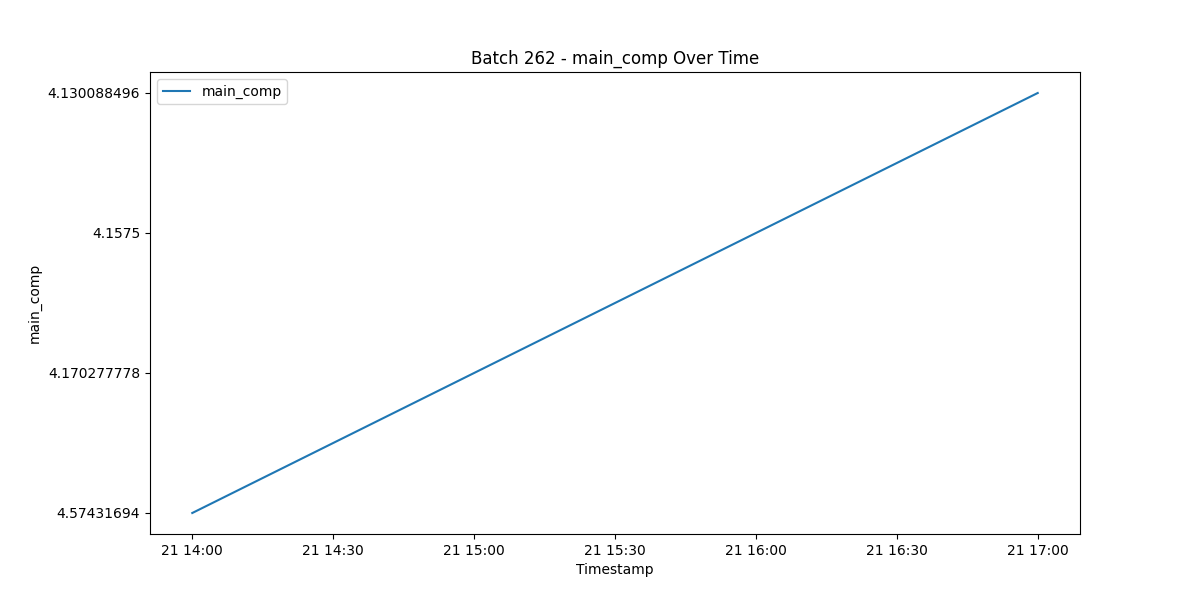 Batch 262 - main_comp Over Time
main_comp
4.130088496
4.1575
4.170277778
4.57431694
main_comp
21 14:00
21 14:30
21 15:00
21 15:30
21 16:00
21 16:30
21 17:00
Timestamp